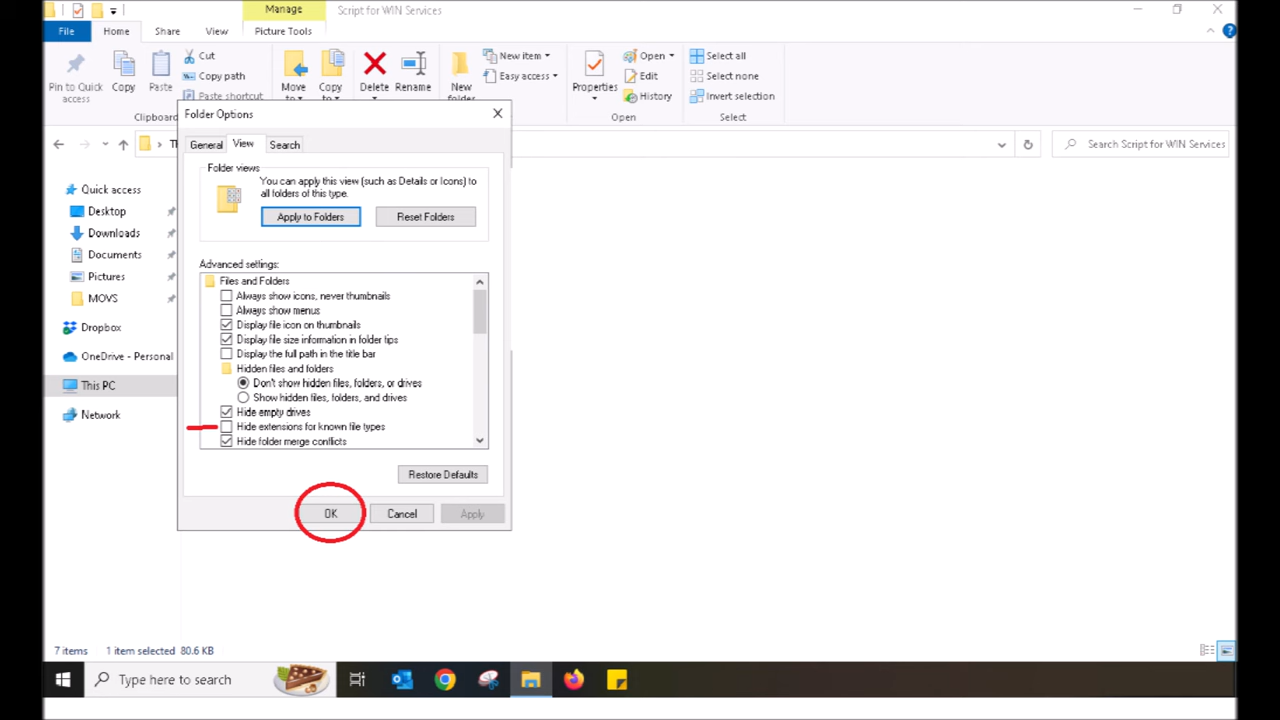 Manage
Script for WIN Services
File
Home
Share
View
Picture Tools
Pin to Quick
access
Copy
Paste
Cut
Copy path
Paste shortcut
Move
to
Copy
to
Delete
Rename
New
folder
New item
Easy access
Properties
Open
Edit
History
Select all
Select none
Invert selection
Clipboard
Open
Select
Folder Options
General
View
Search
Search Script for WIN Services
Folder views
You can apply this view (such as Details or Icons) to
all folders of this type.
Apply to Folders
Reset Folders
Advanced settings:
Files and Folders
Always show icons, never thumbnails
Always show menus
Display file icon on thumbnails
Display file size information in folder tips
Display the full path in the title bar
Hidden files and folders
Don't show hidden files, folders, or drives
Show hidden files, folders, and drives
Hide empty drives
Hide extensions for known file types
Hide folder merge conflicts
Restore Defaults
OK
Cancel
Apply
Quick access
Desktop
Downloads
Documents
Pictures
MOVS
Dropbox
OneDrive - Personal
This PC
Network
7 items
1 item selected 80.6 KB
Type here to search